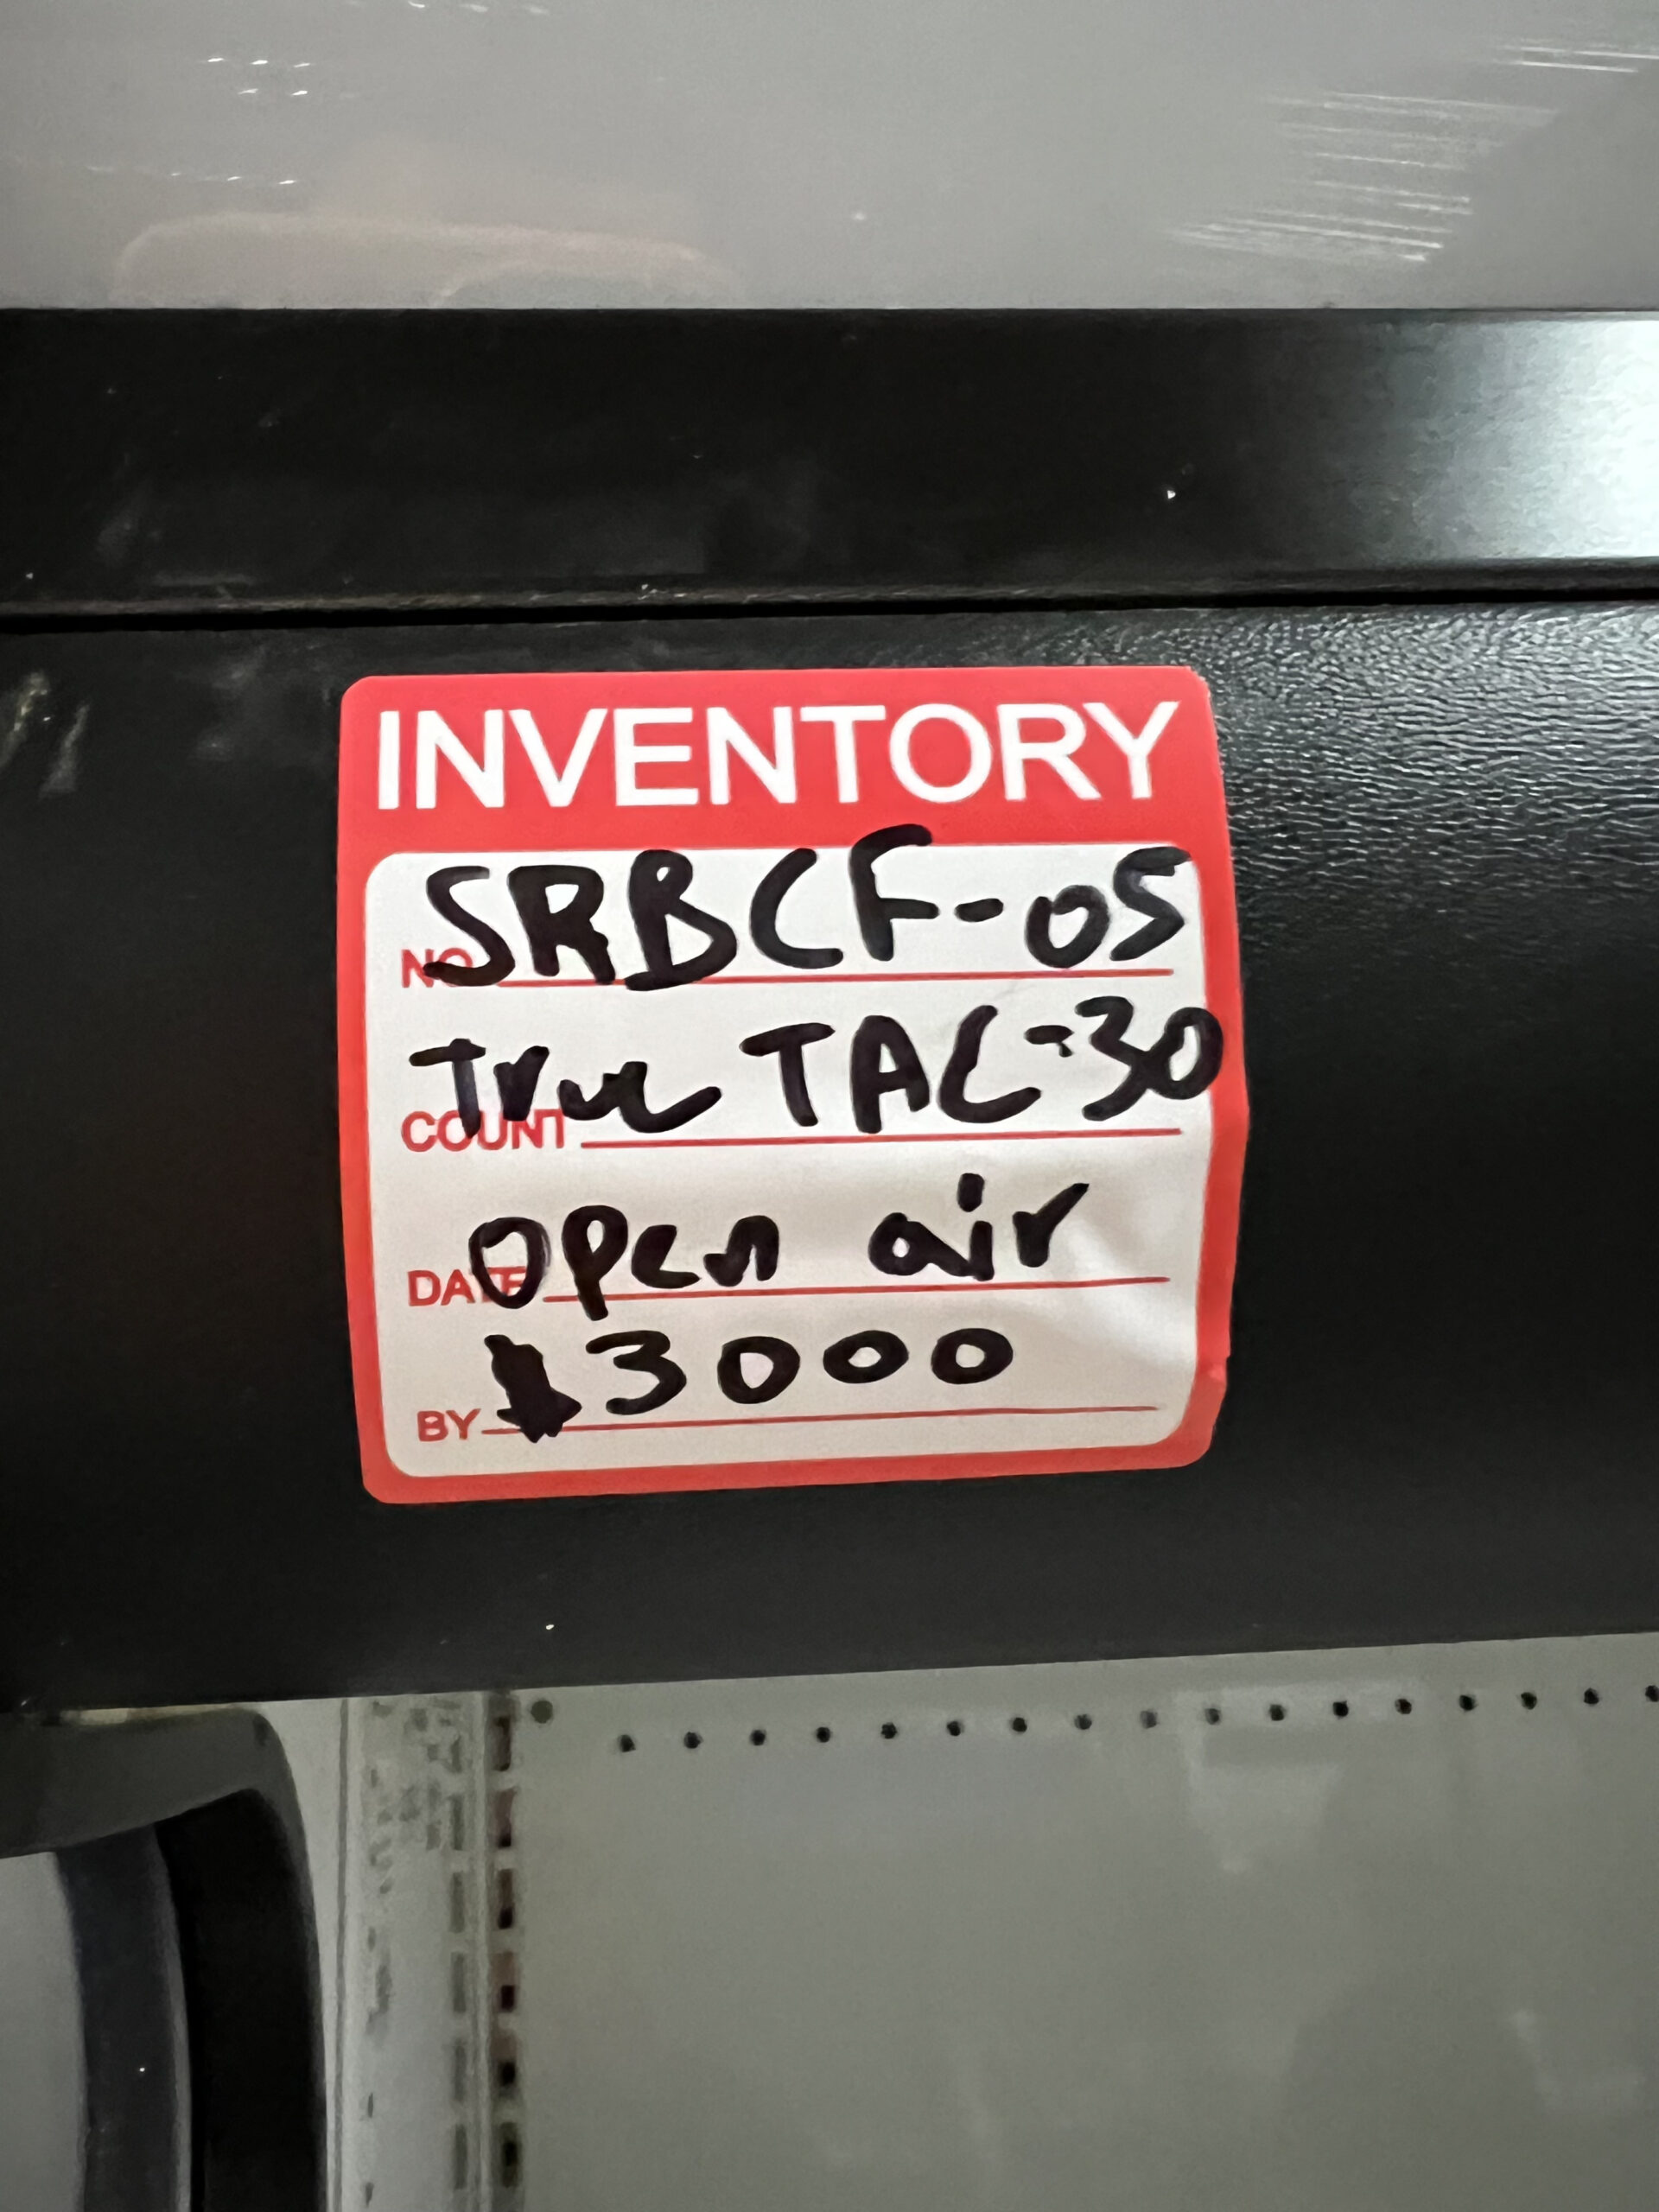 INVENTORY
NO. SRBCF-05
COUNT True TAC-30
DATE Open air
BY $3000